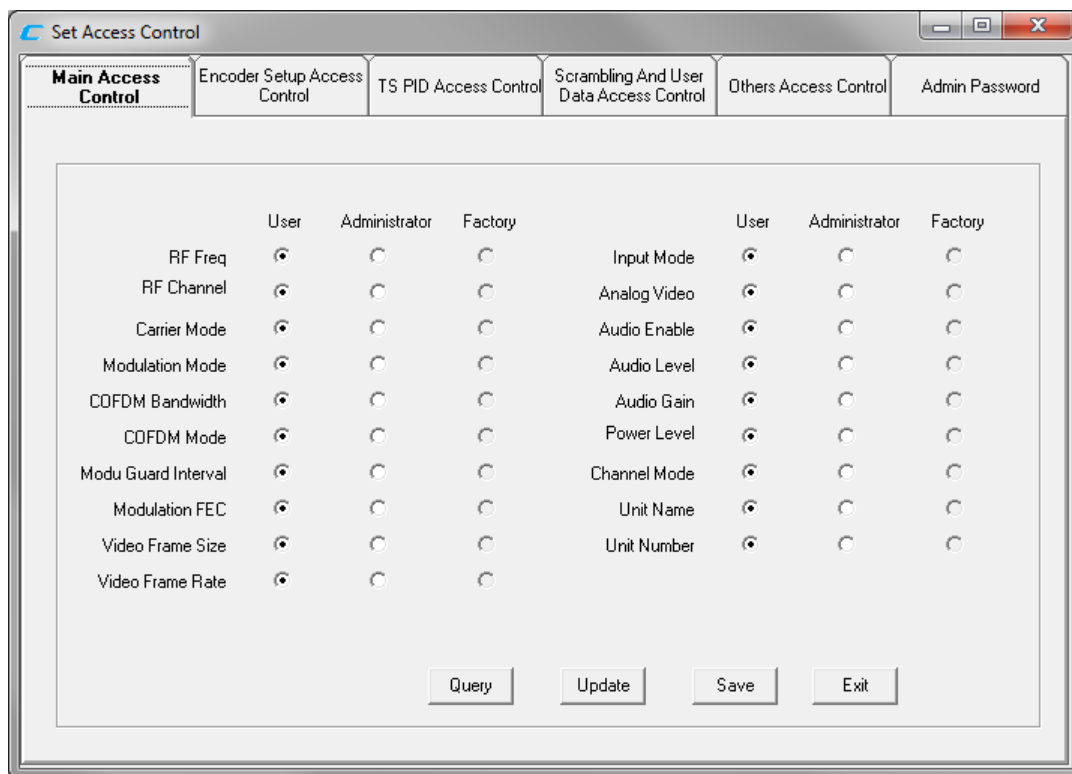 Set Access Control
Main Access
Control
Encoder Setup Access
Control
TS PID Access Control
Scrambling And User
Data Access Control
Others Access Control
Admin Password
User Administrator Factory
RF Freq
RF Channel
Carrier Mode
Modulation Mode
COFDM Bandwidth
COFDM Mode
Modu Guard Interval
Modulation FEC
Video Frame Size
Video Frame Rate
User Administrator Factory
Input Mode
Analog Video
Audio Enable
Audio Level
Audio Gain
Power Level
Channel Mode
Unit Name
Unit Number
Query Update Save Exit